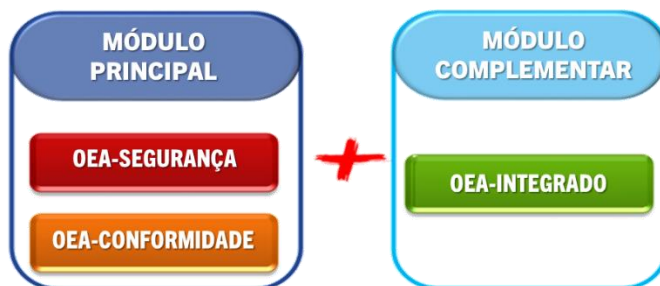 MÓDULO
PRINCIPAL
OEA-SEGURANÇA
OEA-CONFORMIDADE
MÓDULO
COMPLEMENTAR
OEA-INTEGRADO